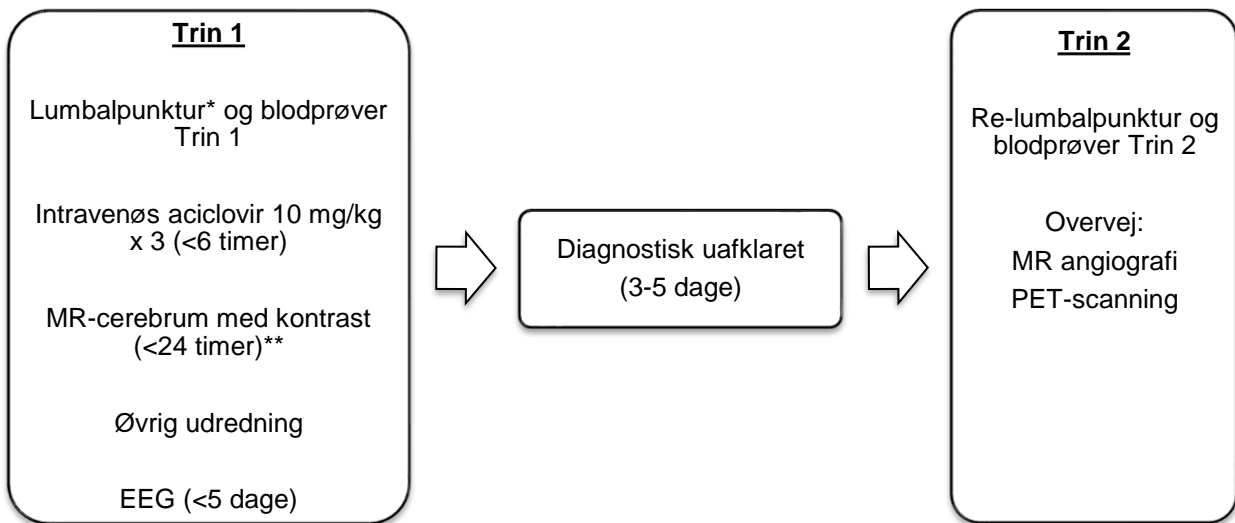 Trin 1
Lumbalpunktur* og blodprøver
Trin 1
Intravenøs aciclovir 10 mg/kg
x 3 (<6 timer)
MR-cerebrum med kontrast
(<24 timer)**
Øvrig udredning
EEG (<5 dage)
Diagnostisk uafklaret
(3-5 dage)
Trin 2
Re-lumbalpunktur og
blodprøver Trin 2
Overvej:
MR angiografi
PET-scanning